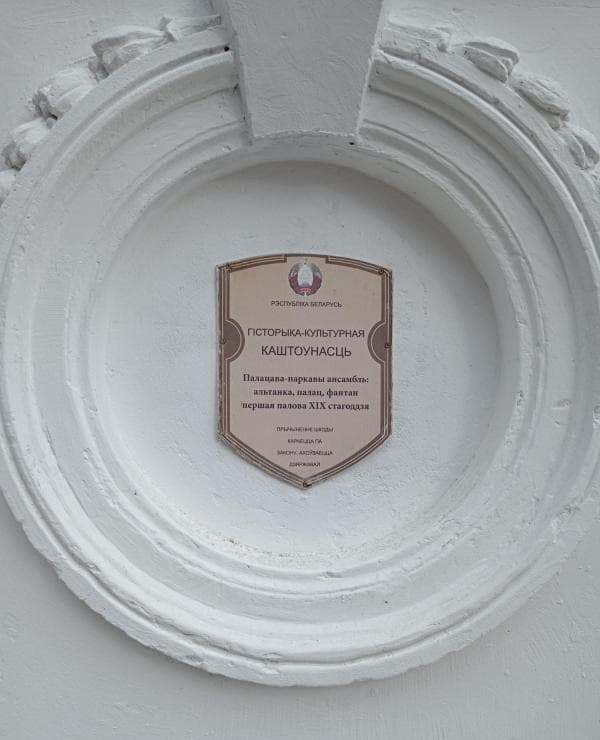 РЭСПУБЛІКА БЕЛАРУСЬ
ГІСТОРЫКА-КУЛЬТУРНАЯ
КАШТОУНАСЦЬ
Палацава-паркавы ансамбль:
альтанка, палац, фантан
першая палова XIX стагоддзя
ПРЫЧЫНЕННЕ ШКОДЫ
КАРАЕЦЦА ПА
ЗАКОНУ, АХОЎВАЕЦЦА
ДЗЯРЖАВАЙ